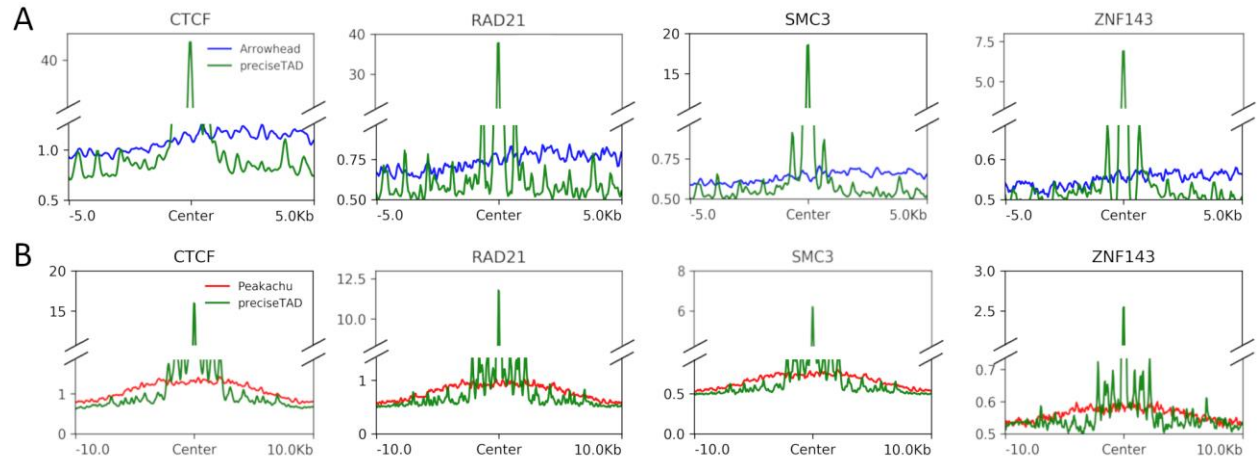 A
CTCF
RAD21
SMC3
ZNF143
40
1.0
0.5
Arrowhead
preciseTAD
-5.0
Center
5.0Kb
40
30
0.75
0.50
-5.0
Center
5.0Kb
20
15
0.75
0.50
-5.0
Center
5.0Kb
7.5
5.0
0.6
0.5
-5.0
Center
5.0Kb
B
CTCF
RAD21
SMC3
ZNF143
20
15
1
0
Peakachu
preciseTAD
-10.0
Center
10.0Kb
12.5
10.0
1
0
-10.0
Center
10.0Kb
8
6
0.5
0.0
-10.0
Center
10.0Kb
3.0
2.5
0.7
0.6
0.5
-10.0
Center
10.0Kb